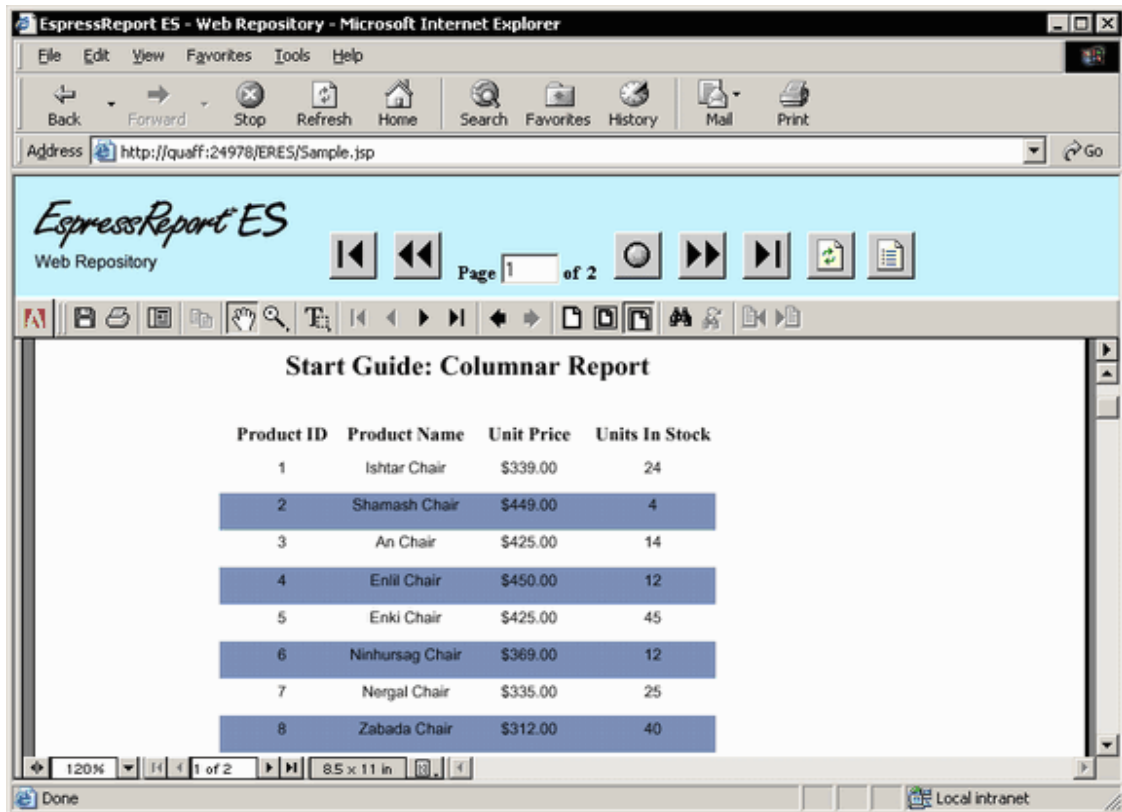 EspressReport ES - Web Repository - Microsoft Internet Explorer
File Edit View Favorites Tools Help
Back Forward Stop Refresh Home Search Favorites History Mail Print
Address http://quaff:24978/ERES/Sample.jsp Go
EspressReport ES
Web Repository
Page 1 of 2
Start Guide: Columnar Report
Product ID Product Name Unit Price Units In Stock
1 Ishtar Chair $339.00 24
2 Shamash Chair $449.00 4
3 An Chair $425.00 14
4 Enlil Chair $450.00 12
5 Enki Chair $425.00 45
6 Ninhursag Chair $369.00 12
7 Nergal Chair $335.00 25
8 Zabada Chair $312.00 40
120% 1 of 2 8.5 x 11 in
Done Local intranet